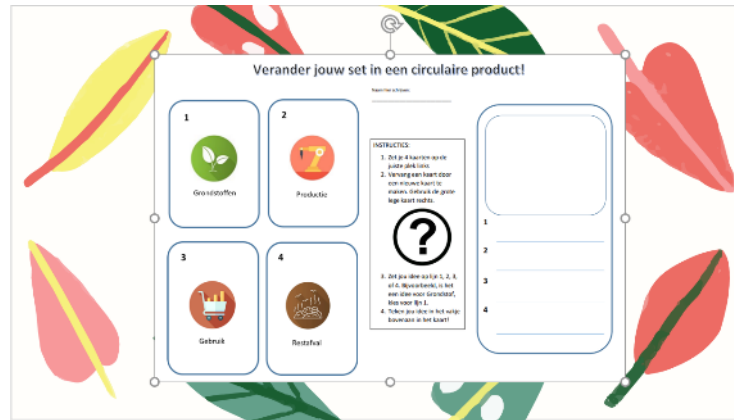 Verander jouw set in een circulaire product!
1
Grondstoffen
2
Productie
3
Gebruik
4
Restafval
INSTRUCTIES:
1. Zet je 4 kaarten op de
juiste plek links.
2. Vervang een kaart door
een nieuwe kaart te
maken. Gebruik de grote
lege kaart rechts.
?
3. Zet jou idee op lijn 1, 2, 3,
of 4. Bijvoorbeeld, is het
een idee voor Grondstof,
kies voor lijn 1.
4. Teken jou idee in het vakje
bovenaan in het kaart!
1
2
3
4